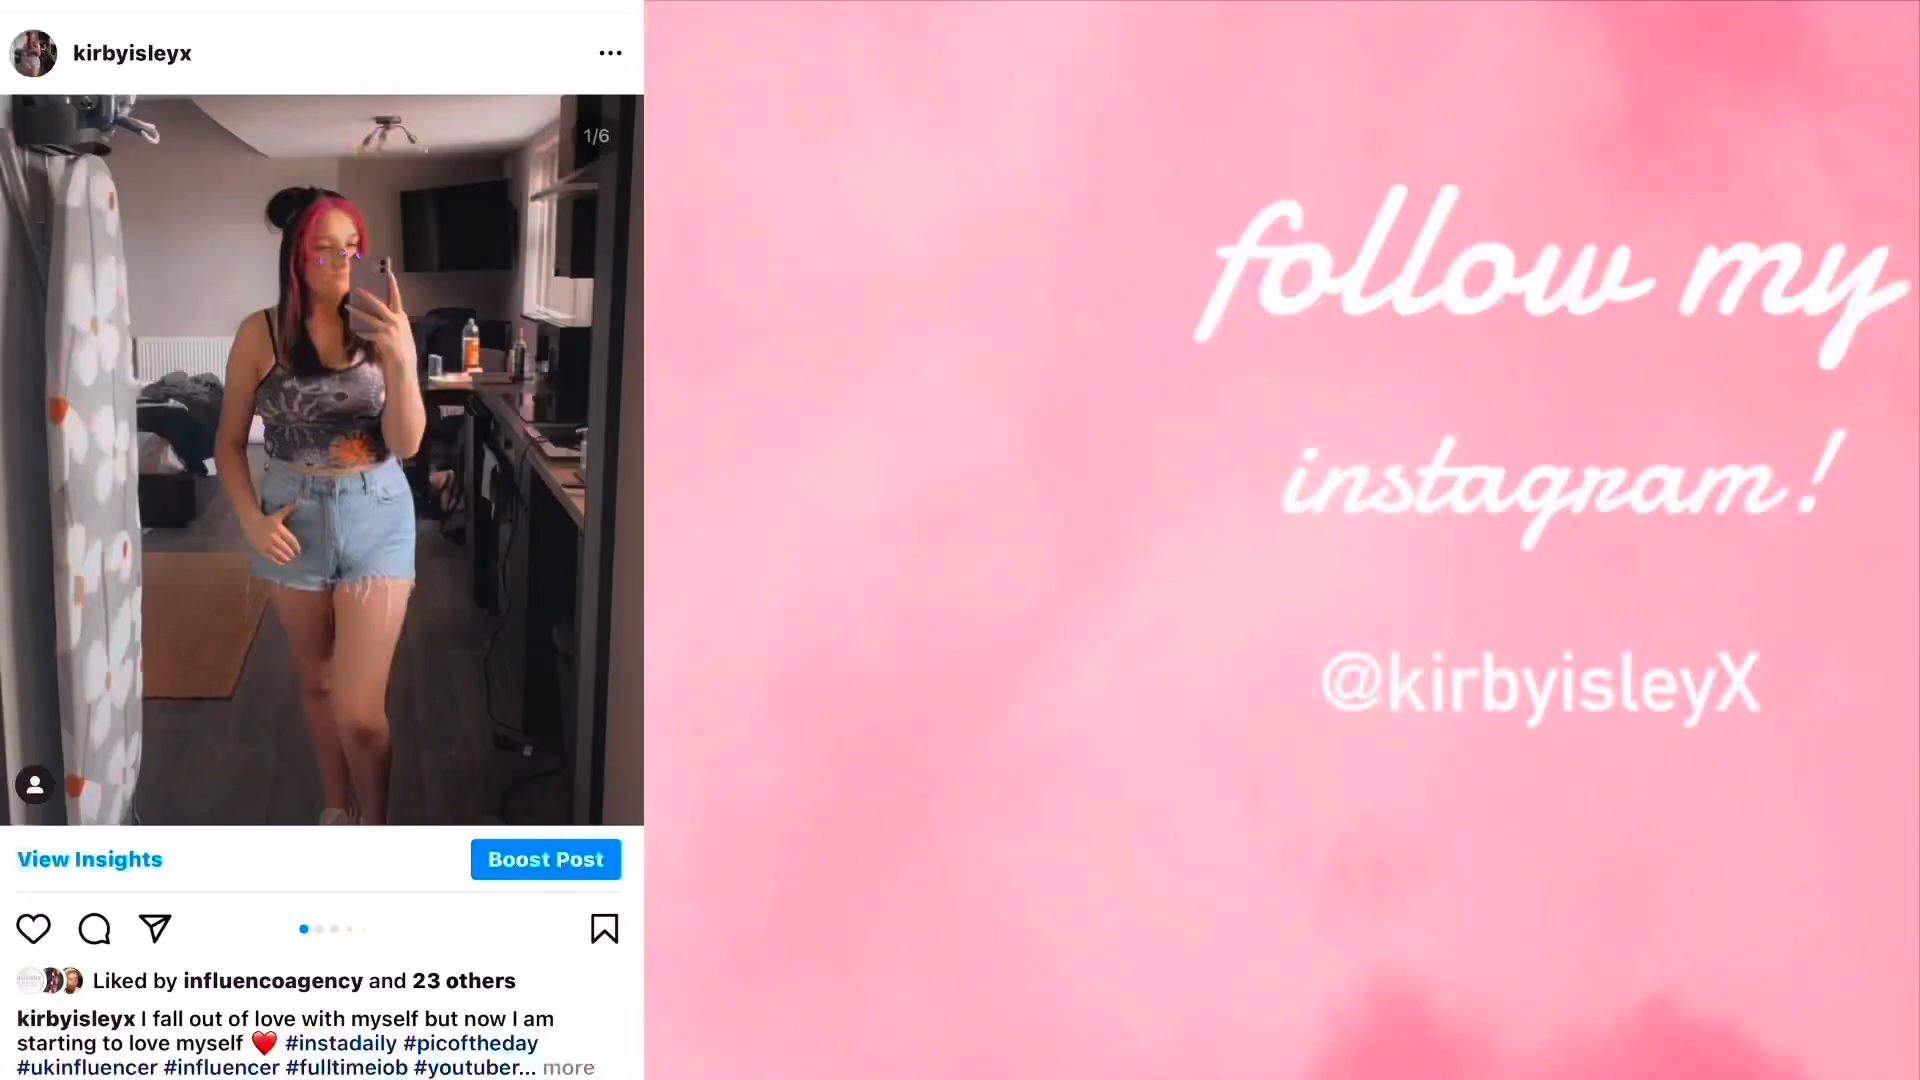 kirbyisleyx
1/6
View Insights
Boost Post
Liked by influencoagency and 23 others
kirbyisleyx I fall out of love with myself but now I am
starting to love myself ❤️ #instadaily #picoftheday
#ukinfluencer #influencer #fulltimejob #youtuber... more
follow my
instagram!
@kirbyisleyX